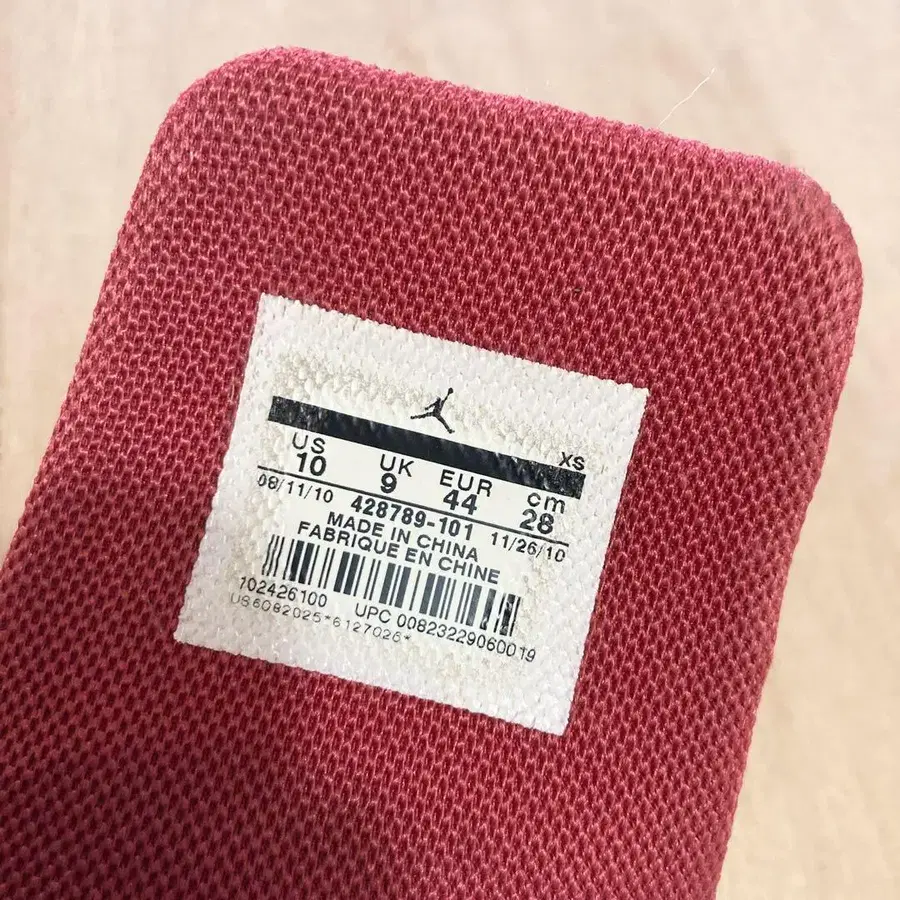 XS
US UK EUR cm
10 9 44 28
08/11/10 428789-101 11/26/10
MADE IN CHINA
FABRIQUE EN CHINE
102426100 UPC 00823229060019
US6082025*6127026*